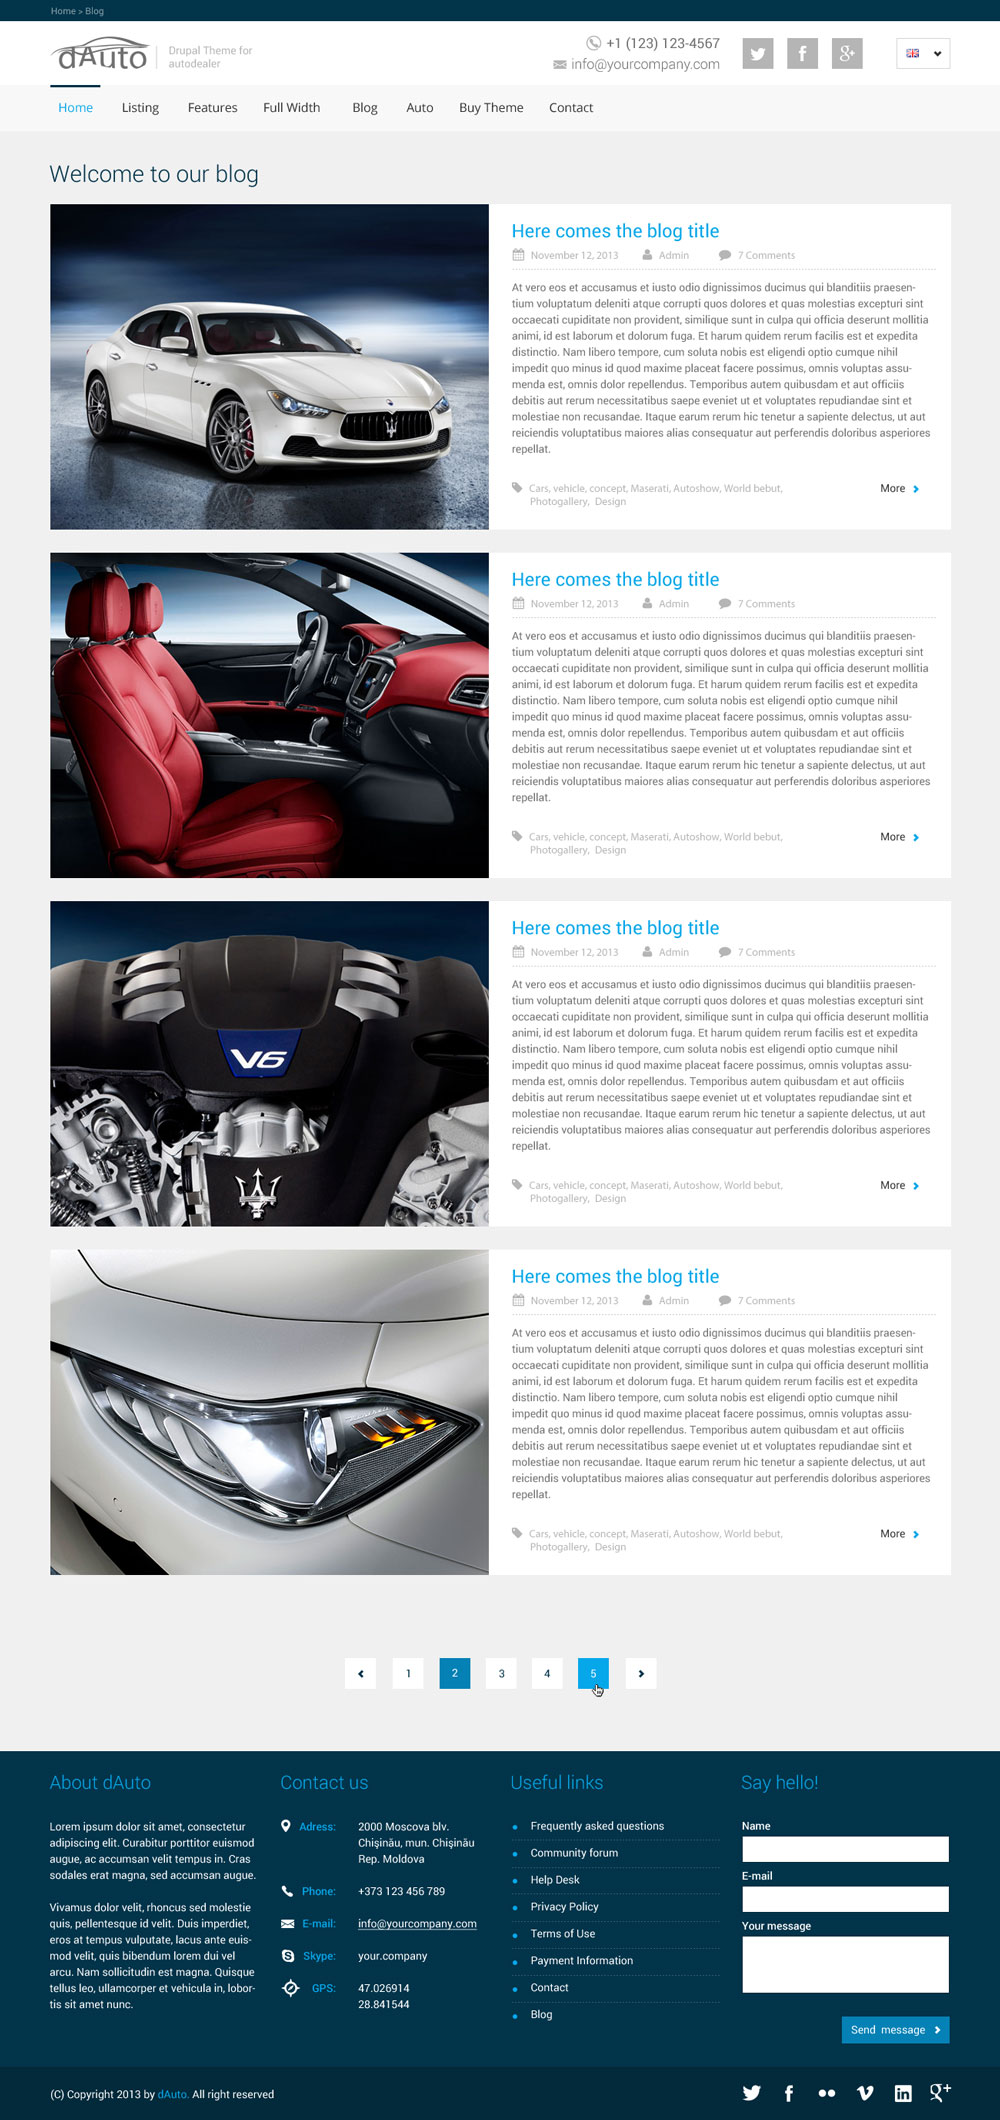 Home > Blog
dAuto
Drupal Theme for
autodealer
+1 (123) 123-4567
info@yourcompany.com
Home Listing Features Full Width Blog Auto Buy Theme Contact
Welcome to our blog
Here comes the blog title
November 12, 2013 Admin 7 Comments
At vero eos et accusamus et iusto odio dignissimos ducimus qui blanditiis praesen-
tium voluptatum deleniti atque corrupti quos dolores et quas molestias excepturi sint
occaecati cupiditate non provident, similique sunt in culpa qui officia deserunt mollitia
animi, id est laborum et dolorum fuga. Et harum quidem rerum facilis est et expedita
distinctio. Nam libero tempore, cum soluta nobis est eligendi optio cumque nihil
impedit quo minus id quod maxime placeat facere possimus, omnis voluptas assu-
menda est, omnis dolor repellendus. Temporibus autem quibusdam et aut officiis
debitis aut rerum necessitatibus saepe eveniet ut et voluptates repudiandae sint et
molestiae non recusandae. Itaque earum rerum hic tenetur a sapiente delectus, ut aut
reiciendis voluptatibus maiores alias consequatur aut perferendis doloribus asperiores
repellat.
Cars, vehicle, concept, Maserati, Autoshow, World bebut,
Photogallery, Design
More
Here comes the blog title
November 12, 2013 Admin 7 Comments
At vero eos et accusamus et iusto odio dignissimos ducimus qui blanditiis praesen-
tium voluptatum deleniti atque corrupti quos dolores et quas molestias excepturi sint
occaecati cupiditate non provident, similique sunt in culpa qui officia deserunt mollitia
animi, id est laborum et dolorum fuga. Et harum quidem rerum facilis est et expedita
distinctio. Nam libero tempore, cum soluta nobis est eligendi optio cumque nihil
impedit quo minus id quod maxime placeat facere possimus, omnis voluptas assu-
menda est, omnis dolor repellendus. Temporibus autem quibusdam et aut officiis
debitis aut rerum necessitatibus saepe eveniet ut et voluptates repudiandae sint et
molestiae non recusandae. Itaque earum rerum hic tenetur a sapiente delectus, ut aut
reiciendis voluptatibus maiores alias consequatur aut perferendis doloribus asperiores
repellat.
Cars, vehicle, concept, Maserati, Autoshow, World bebut,
Photogallery, Design
More
V6
Here comes the blog title
November 12, 2013 Admin 7 Comments
At vero eos et accusamus et iusto odio dignissimos ducimus qui blanditiis praesen-
tium voluptatum deleniti atque corrupti quos dolores et quas molestias excepturi sint
occaecati cupiditate non provident, similique sunt in culpa qui officia deserunt mollitia
animi, id est laborum et dolorum fuga. Et harum quidem rerum facilis est et expedita
distinctio. Nam libero tempore, cum soluta nobis est eligendi optio cumque nihil
impedit quo minus id quod maxime placeat facere possimus, omnis voluptas assu-
menda est, omnis dolor repellendus. Temporibus autem quibusdam et aut officiis
debitis aut rerum necessitatibus saepe eveniet ut et voluptates repudiandae sint et
molestiae non recusandae. Itaque earum rerum hic tenetur a sapiente delectus, ut aut
reiciendis voluptatibus maiores alias consequatur aut perferendis doloribus asperiores
repellat.
Cars, vehicle, concept, Maserati, Autoshow, World bebut,
Photogallery, Design
More
Here comes the blog title
November 12, 2013 Admin 7 Comments
At vero eos et accusamus et iusto odio dignissimos ducimus qui blanditiis praesen-
tium voluptatum deleniti atque corrupti quos dolores et quas molestias excepturi sint
occaecati cupiditate non provident, similique sunt in culpa qui officia deserunt mollitia
animi, id est laborum et dolorum fuga. Et harum quidem rerum facilis est et expedita
distinctio. Nam libero tempore, cum soluta nobis est eligendi optio cumque nihil
impedit quo minus id quod maxime placeat facere possimus, omnis voluptas assu-
menda est, omnis dolor repellendus. Temporibus autem quibusdam et aut officiis
debitis aut rerum necessitatibus saepe eveniet ut et voluptates repudiandae sint et
molestiae non recusandae. Itaque earum rerum hic tenetur a sapiente delectus, ut aut
reiciendis voluptatibus maiores alias consequatur aut perferendis doloribus asperiores
repellat.
Cars, vehicle, concept, Maserati, Autoshow, World bebut,
Photogallery, Design
More
1 2 3 4 5
About dAuto
Lorem ipsum dolor sit amet, consectetur
adipiscing elit. Curabitur porttitor euismod
augue, ac accumsan velit tempus in. Cras
sodales erat magna, sed accumsan augue.
Vivamus dolor velit, rhoncus sed molestie
quis, pellentesque id velit. Duis imperdiet,
eros at tempus vulputate, lacus ante euis-
mod velit, quis bibendum lorem dui vel
arcu. Nam sollicitudin est magna. Quisque
tellus leo, ullamcorper et vehicula in, lobor-
tis sit amet nunc.
Contact us
Adress: 2000 Moscova blv.
Chişinău, mun. Chişinău
Rep. Moldova
Phone: +373 123 456 789
E-mail: info@yourcompany.com
Skype: your.company
GPS: 47.026914
28.841544
Useful links
Frequently asked questions
Community forum
Help Desk
Privacy Policy
Terms of Use
Payment Information
Contact
Blog
Say hello!
Name
E-mail
Your message
Send message
(C) Copyright 2013 by dAuto. All right reserved